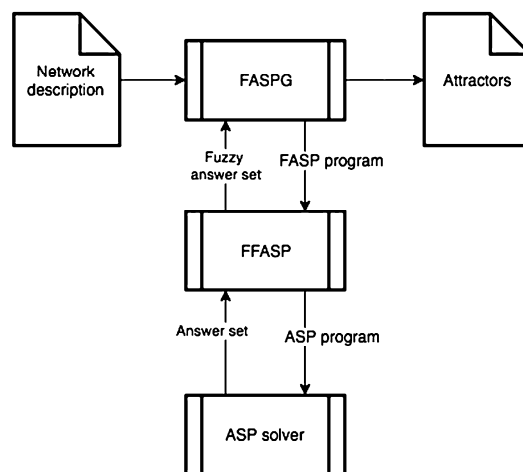 Network
description
FASPG
Attractors
Fuzzy
answer set
FASP program
FFASP
Answer set
ASP program
ASP solver